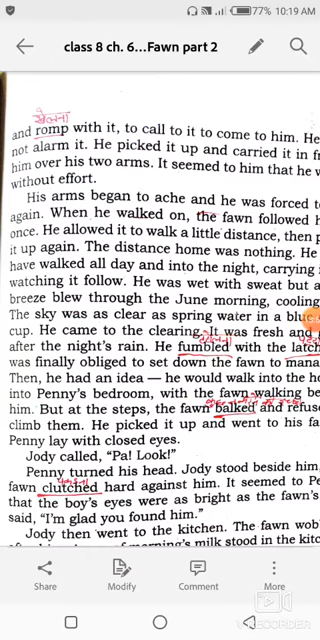 77% 10:19 AM
class 8 ch. 6...Fawn part 2
खेलना
and romp with it, to call to it to come to him. He
not alarm it. He picked it up and carried it in fr
him over his two arms. It seemed to him that he w
without effort.
His arms began to ache and he was forced to
again. When he walked on, the fawn followed h
once. He allowed it to walk a little distance, then p
it up again. The distance home was nothing. He
have walked all day and into the night, carrying i
watching it follow. He was wet with sweat but a
breeze blew through the June morning, cooling
The sky was as clear as spring water in a blue
cup. He came to the clearing. It was fresh and
after the night's rain. He fumbled with the latch
was finally obliged to set down the fawn to mana
Then, he had an idea — he would walk into the ho
into Penny's bedroom, with the fawn walking be
him. But at the steps, the fawn balked and refuse
climb them. He picked it up and went to his fa
Penny lay with closed eyes.
Jody called, "Pa! Look!"
Penny turned his head. Jody stood beside him,
पकड़ना
fawn clutched hard against him. It seemed to Pe
that the boy's eyes were as bright as the fawn's
said, "I'm glad you found him."
Jody then went to the kitchen. The fawn wob
morning's milk stood in the kitc
Share Modify Comment More
RECORDER